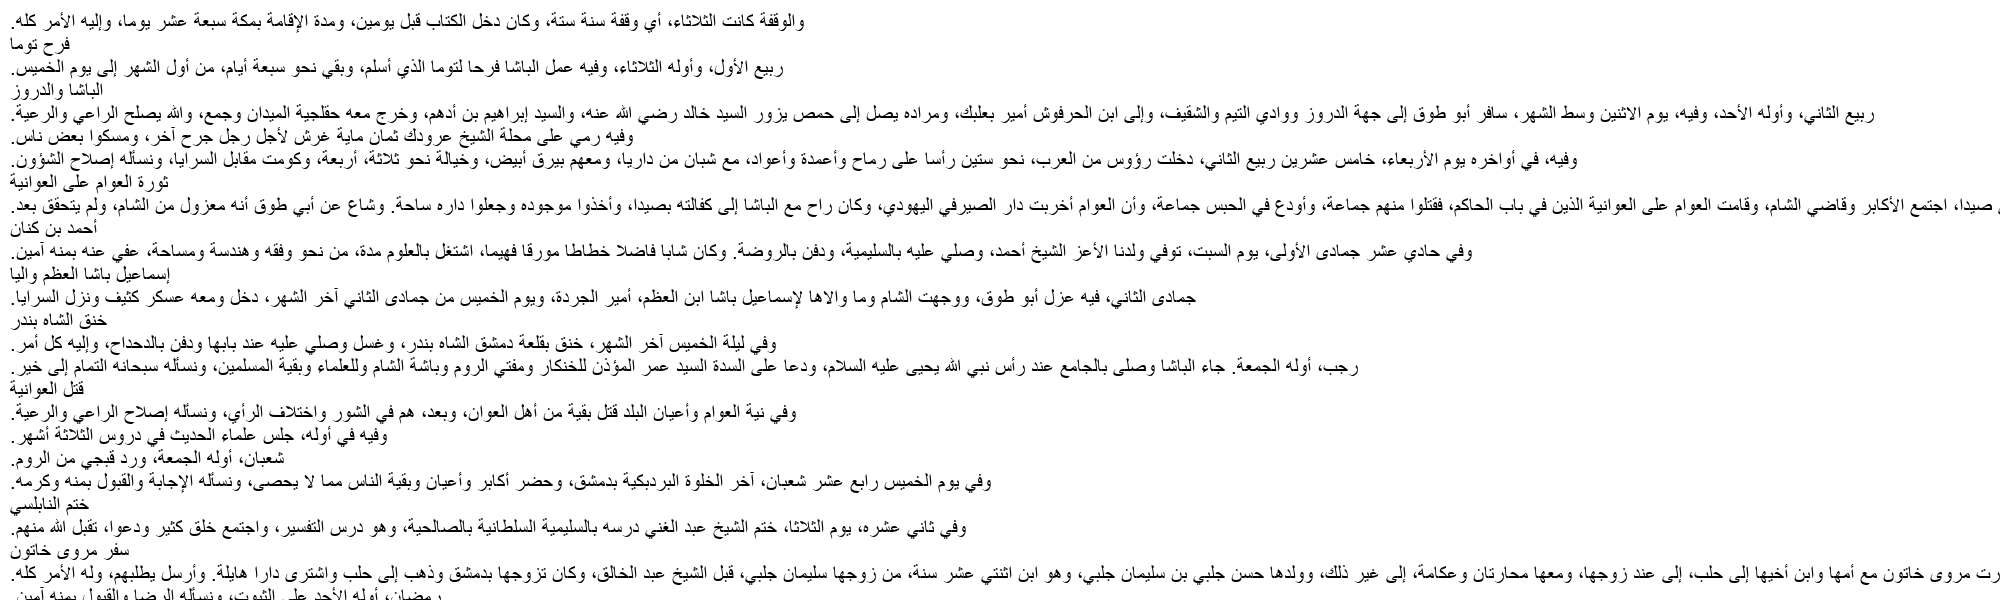 والوقفة كانت الثلاثاء، أي وقفة سنة ستة، وكان دخل الكتاب قبل يومين، ومدة الإقامة بمكة سبعة عشر يوما، وإليه الأمر كله.
فرح توما
ربيع الأول، وأوله الثلاثاء، وفيه عمل الباشا فرحا لتوما الذي أسلم، وبقي نحو سبعة أيام، من أول الشهر إلى يوم الخميس.
الباشا والدروز
ربيع الثاني، وأوله الأحد، وفيه، يوم الاثنين وسط الشهر، سافر أبو طوق إلى جهة الدروز ووادي التيم والشقيف، وإلى ابن الحرفوش أمير بعلبك، ومراده يصل إلى حمص يزور السيد خالد رضي الله عنه، والسيد إبراهيم بن أدهم، وخرج معه حقلجية الميدان وجمع، والله يصلح الراعي والرعية.
وفيه رمي على محلة الشيخ عرودك ثمان ماية غرش لأجل رجل جرح آخر، ومسكوا بعض ناس.
وفيه، في أواخره يوم الأربعاء، خامس عشرين ربيع الثاني، دخلت رؤوس من العرب، نحو ستين رأسا على رماح وأعمدة وأعواد، مع شبان من داريا، ومعهم بيرق أبيض، وخيالة نحو ثلاثة، أربعة، وكومت مقابل السرايا، ونسأله إصلاح الشؤون.
ثورة العوام على العوانية
صيدا، اجتمع الأكابر وقاضي الشام، وقامت العوام على العوانية الذين في باب الحاكم، فقتلوا منهم جماعة، وأودع في الحبس جماعة، وأن العوام أخربت دار الصيرفي اليهودي، وكان راح مع الباشا إلى كفالته بصيدا، وأخذوا موجوده وجعلوا داره ساحة. وشاع عن أبي طوق أنه معزول من الشام، ولم يتحقق بعد.
أحمد بن كنان
وفي حادي عشر جمادى الأولى، يوم السبت، توفي ولدنا الأعز الشيخ أحمد، وصلي عليه بالسليمية، ودفن بالروضة. وكان شابا فاضلا خطاطا مورقا فهيما، اشتغل بالعلوم مدة، من نحو وفقه وهندسة ومساحة، عفي عنه بمنه آمين.
إسماعيل باشا العظم واليا
جمادى الثاني، فيه عزل أبو طوق، ووجهت الشام وما والاها لإسماعيل باشا ابن العظم، أمير الجردة، ويوم الخميس من جمادى الثاني آخر الشهر، دخل ومعه عسكر كثيف ونزل السرايا.
خنق الشاه بندر
وفي ليلة الخميس آخر الشهر، خنق بقلعة دمشق الشاه بندر، وغسل وصلي عليه عند بابها ودفن بالدحداح، وإليه كل أمر.
رجب، أوله الجمعة. جاء الباشا وصلى بالجامع عند رأس نبي الله يحيى عليه السلام، ودعا على السدة السيد عمر المؤذن للخنكار ومفتي الروم وباشة الشام وللعلماء وبقية المسلمين، ونسأله سبحانه التمام إلى خير.
قتل العوانية
وفي نية العوام وأعيان البلد قتل بقية من أهل العوان، وبعد، هم في الشور واختلاف الرأي، ونسأله إصلاح الراعي والرعية.
وفيه في أوله، جلس علماء الحديث في دروس الثلاثة أشهر.
شعبان، أوله الجمعة، ورد قبجي من الروم.
وفي يوم الخميس رابع عشر شعبان، آخر الخلوة البردبكية بدمشق، وحضر أكابر وأعيان وبقية الناس مما لا يحصى، ونسأله الإجابة والقبول بمنه وكرمه.
ختم النابلسي
وفي ثاني عشره، يوم الثلاثا، ختم الشيخ عبد الغني درسه بالسليمية السلطانية بالصالحية، وهو درس التفسير، واجتمع خلق كثير ودعوا، تقبل الله منهم.
سفر مروى خاتون
مروى خاتون مع أمها وابن أخيها إلى حلب، إلى عند زوجها، ومعها محارتان وعكامة، إلى غير ذلك، وولدها حسن جلبي بن سليمان جلبي، وهو ابن اثنتي عشر سنة، من زوجها سليمان جلبي، قبل الشيخ عبد الخالق، وكان تزوجها بدمشق وذهب إلى حلب واشترى دارا هايلة. وأرسل يطلبهم، وله الأمر كله.
رمضان، أوله الأحد على الثبوت، ونسأله الرضا والقبول بمنه آمين.